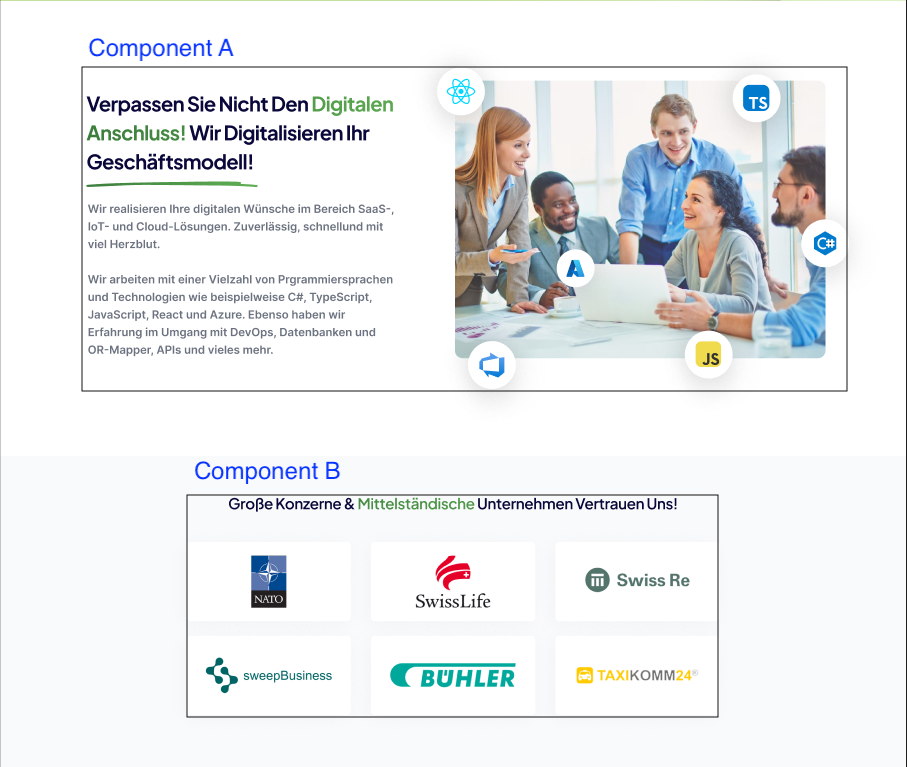 Component A
Verpassen Sie Nicht Den Digitalen
Anschluss! Wir Digitalisieren Ihr
Geschäftsmodell!
Wir realisieren Ihre digitalen Wünsche im Bereich SaaS-,
IoT- und Cloud-Lösungen. Zuverlässig, schnellund mit
viel Herzblut.
Wir arbeiten mit einer Vielzahl von Prgrammiersprachen
und Technologien wie beispielweise C#, TypeScript,
JavaScript, React und Azure. Ebenso haben wir
Erfahrung im Umgang mit DevOps, Datenbanken und
OR-Mapper, APIs und vieles mehr.
TS
C#
JS
Component B
Große Konzerne & Mittelständische Unternehmen Vertrauen Uns!
NATO
SwissLife
Swiss Re
sweepBusiness
BÜHLER
TAXIKOMM24®